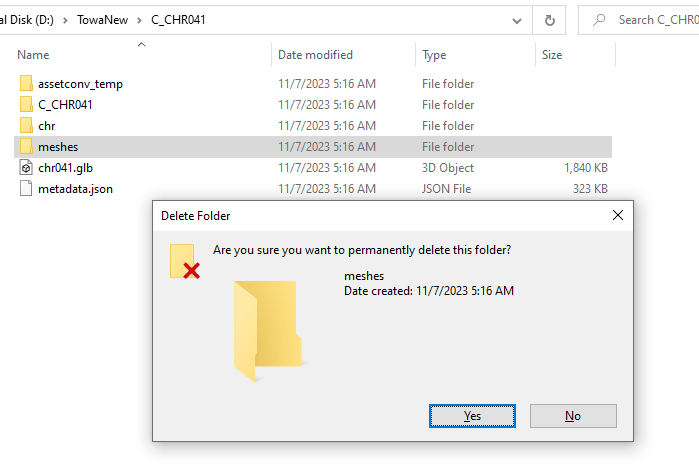 al Disk (D:) > TowaNew > C_CHR041 Search C_CHR0
Name Date modified Type Size
assetconv_temp 11/7/2023 5:16 AM File folder
C_CHR041 11/7/2023 5:16 AM File folder
chr 11/7/2023 5:16 AM File folder
meshes 11/7/2023 5:16 AM File folder
chr041.glb 11/7/2023 5:16 AM 3D Object 1,840 KB
metadata.json 11/7/2023 5:16 AM JSON File 323 KB
Delete Folder
Are you sure you want to permanently delete this folder?
meshes
Date created: 11/7/2023 5:16 AM
Yes No